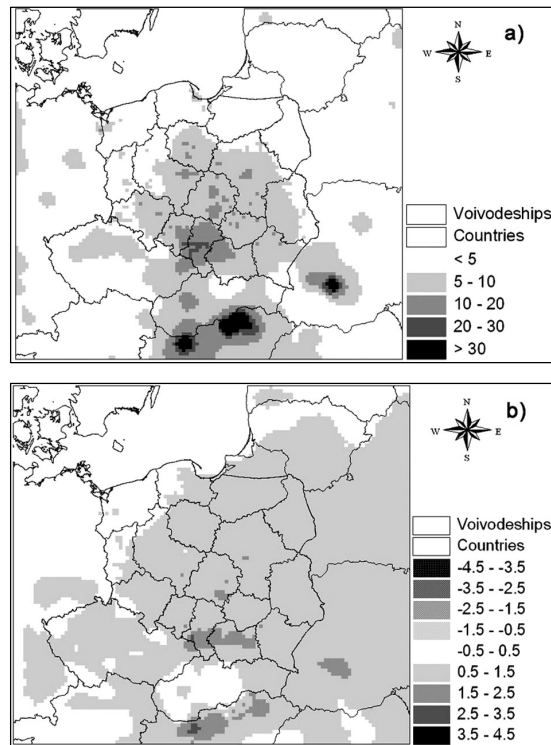 N
a)
W E
S
Voivodeships
Countries
< 5
5 - 10
10 - 20
20 - 30
> 30
N
b)
W E
S
Voivodeships
Countries
-4.5 - -3.5
-3.5 - -2.5
-2.5 - -1.5
-1.5 - -0.5
-0.5 - 0.5
0.5 - 1.5
1.5 - 2.5
2.5 - 3.5
3.5 - 4.5